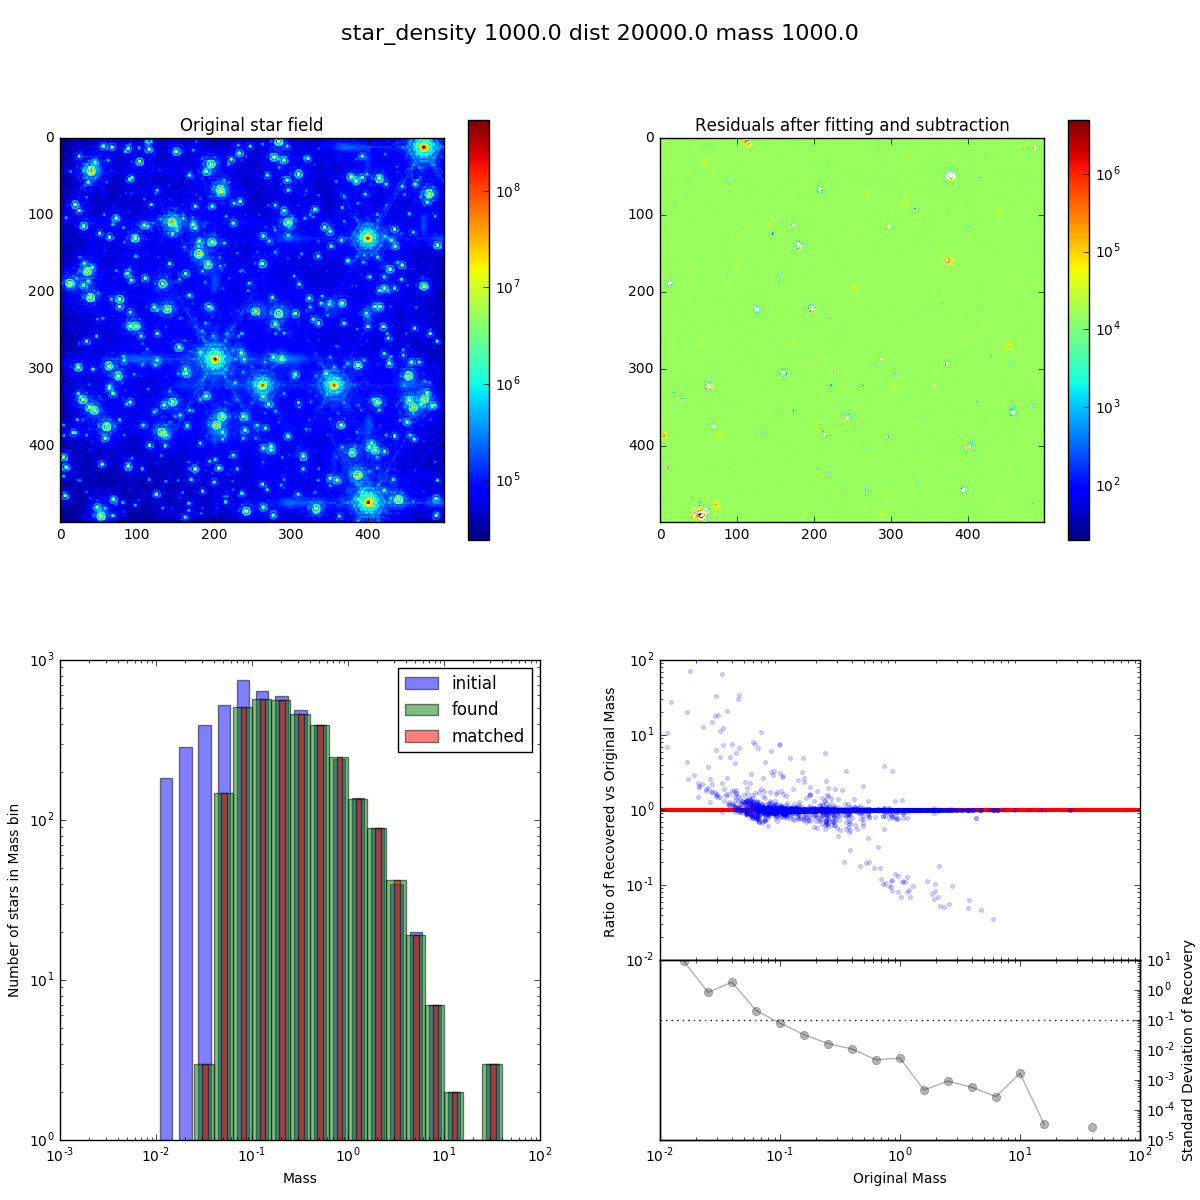 star_density 1000.0 dist 20000.0 mass 1000.0
Original star field
0
100
200
300
400
0 100 200 300 400
10^8
10^7
10^6
10^5
Residuals after fitting and subtraction
0
100
200
300
400
0 100 200 300 400
10^6
10^5
10^4
10^3
10^2
Number of stars in Mass bin
10^3
10^2
10^1
10^0
initial
found
matched
10^-3 10^-2 10^-1 10^0 10^1 10^2
Mass
Ratio of Recovered vs Original Mass
10^2
10^1
10^0
10^-1
10^-2
10^1
10^0
10^-1
10^-2
10^-3
10^-4
10^-5
Standard Deviation of Recovery
10^-2 10^-1 10^0 10^1 10^2
Original Mass